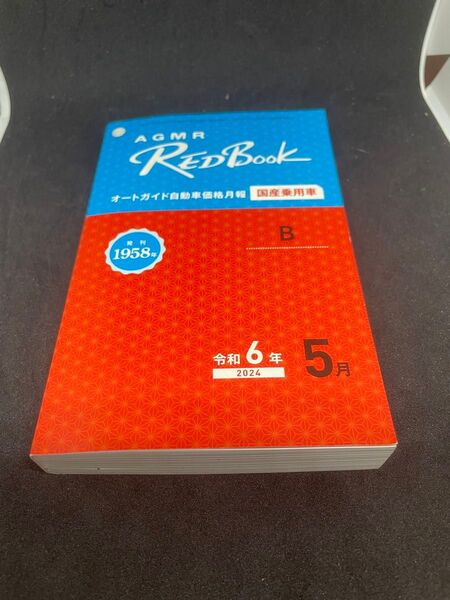 AGMR
REDBOOK
オートガイド自動車価格月報 国産乗用車
発刊
1958年
B
令和6年 5月
2024